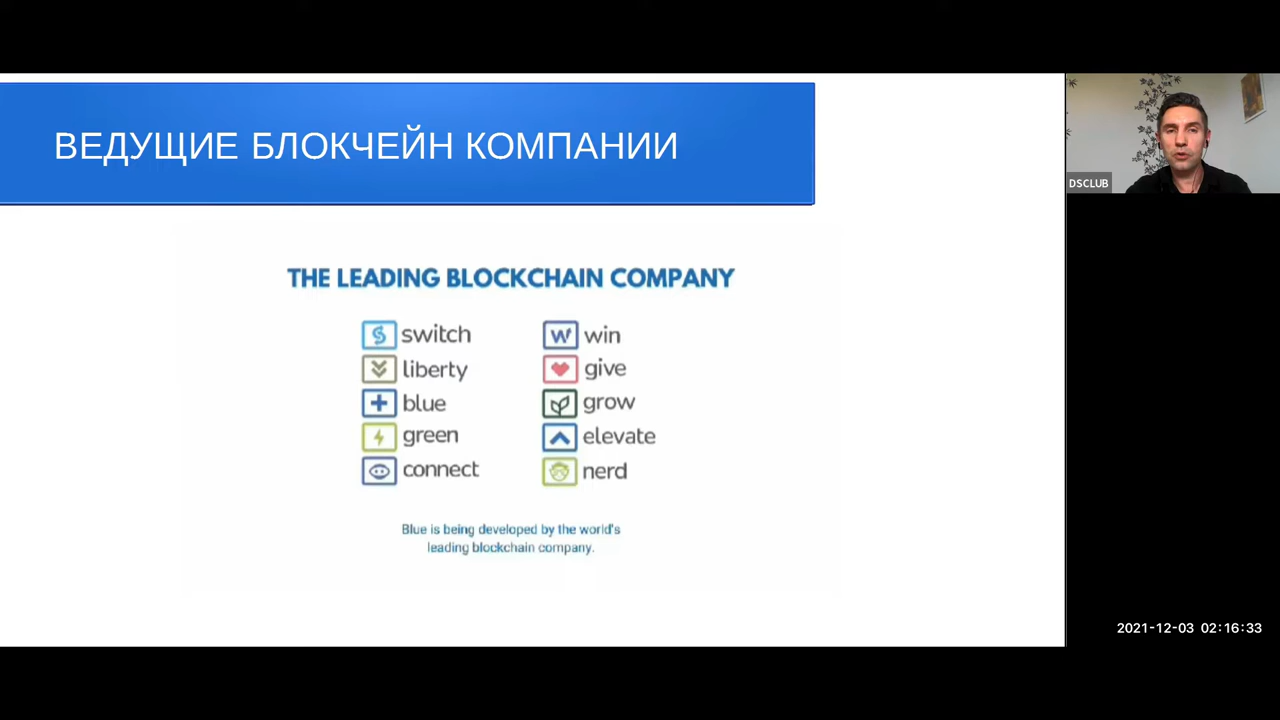 ВЕДУЩИЕ БЛОКЧЕЙН КОМПАНИИ
DSCLUB
THE LEADING BLOCKCHAIN COMPANY
switch
liberty
blue
green
connect
win
give
grow
elevate
nerd
Blue is being developed by the world's
leading blockchain company.
2021-12-03 02:16:33